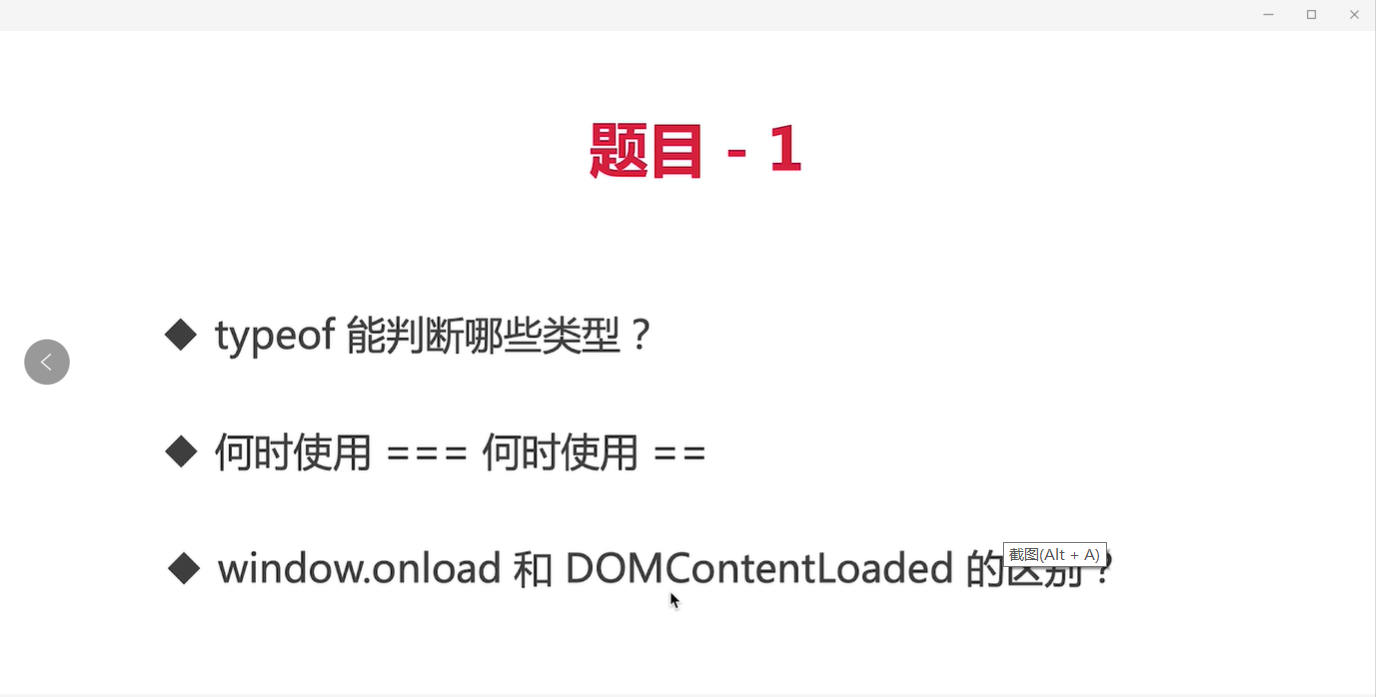 题目 - 1
typeof 能判断哪些类型？
何时使用 === 何时使用 ==
window.onload 和 DOMContentLoaded 的区别？
截图(Alt + A)